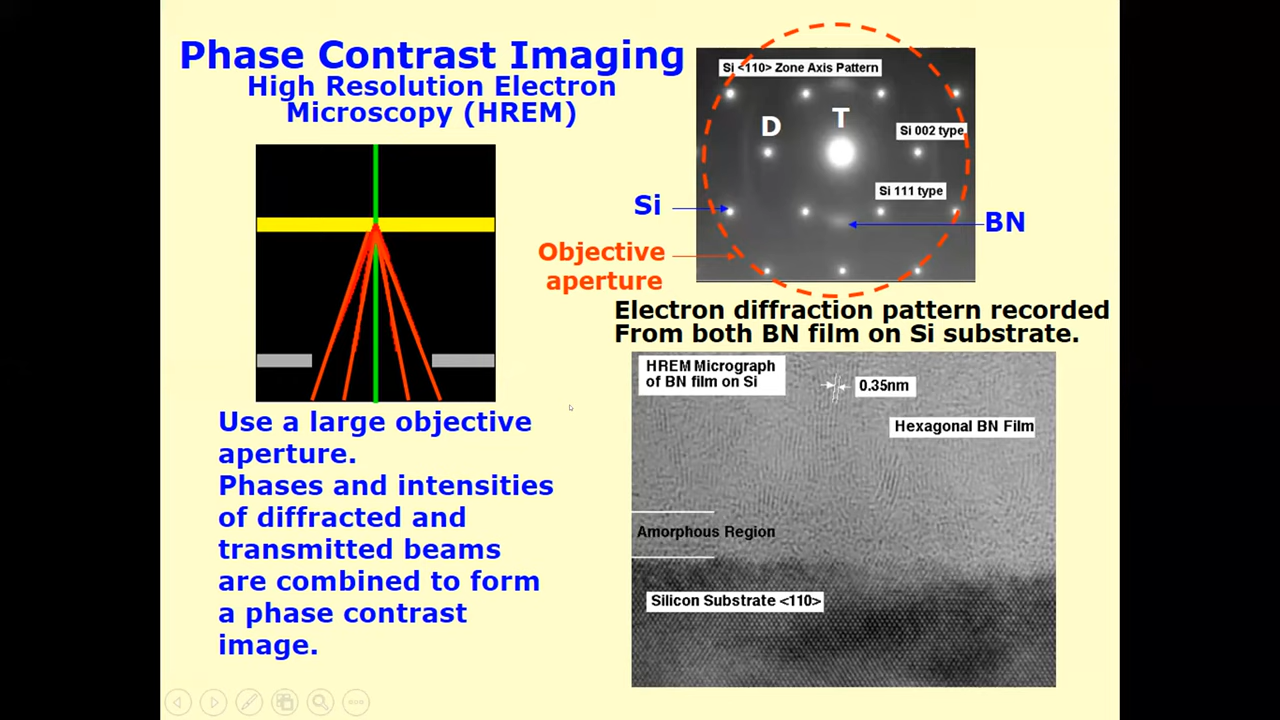 Phase Contrast Imaging
High Resolution Electron
Microscopy (HREM)
Si <110> Zone Axis Pattern
D
T
Si 002 type
Si 111 type
Si
BN
Objective
aperture
Electron diffraction pattern recorded
From both BN film on Si substrate.
HREM Micrograph
of BN film on Si
0.35nm
Hexagonal BN Film
Amorphous Region
Silicon Substrate <110>
Use a large objective
aperture.
Phases and intensities
of diffracted and
transmitted beams
are combined to form
a phase contrast
image.